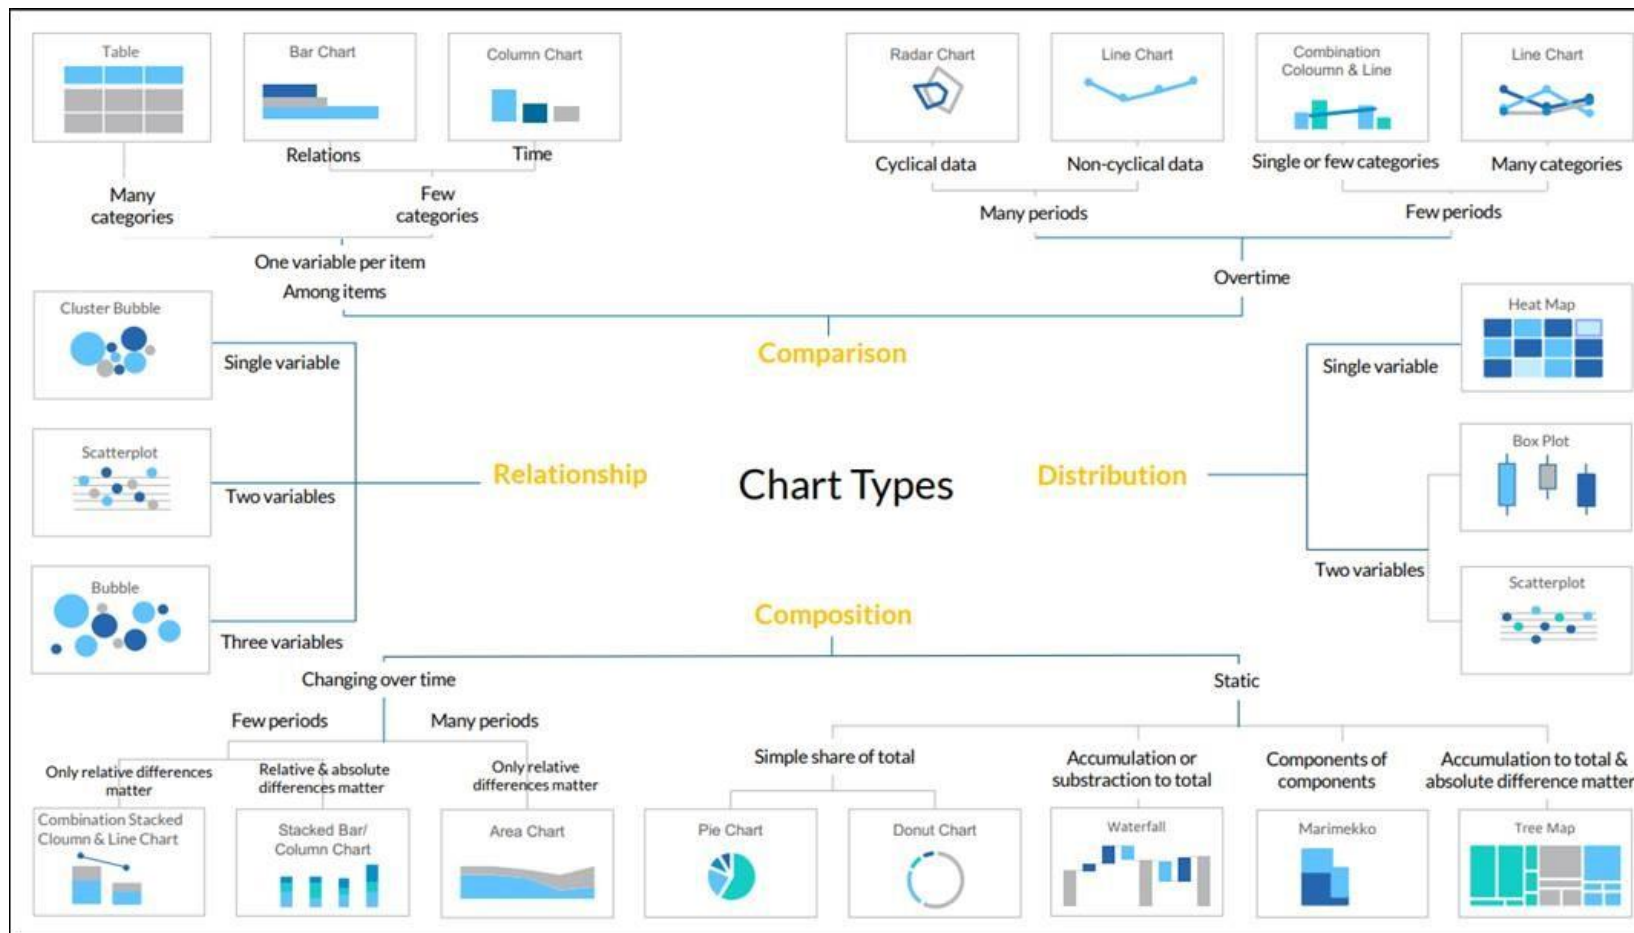 Table
Bar Chart
Column Chart
Radar Chart
Line Chart
Combination
Coloumn & Line
Line Chart
Relations
Time
Cyclical data
Non-cyclical data
Single or few categories
Many categories
Many
categories
Few
categories
Many periods
Few periods
One variable per item
Among items
Overtime
Cluster Bubble
Single variable
Comparison
Single variable
Heat Map
Scatterplot
Two variables
Relationship
Chart Types
Distribution
Box Plot
Two variables
Scatterplot
Bubble
Three variables
Composition
Changing over time
Static
Few periods
Many periods
Only relative differences
matter
Relative & absolute
differences matter
Only relative
differences matter
Simple share of total
Accumulation or
substraction to total
Components of
components
Accumulation to total &
absolute difference matter
Combination Stacked
Cloumn & Line Chart
Stacked Bar/
Column Chart
Area Chart
Pie Chart
Donut Chart
Waterfall
Marimekko
Tree Map